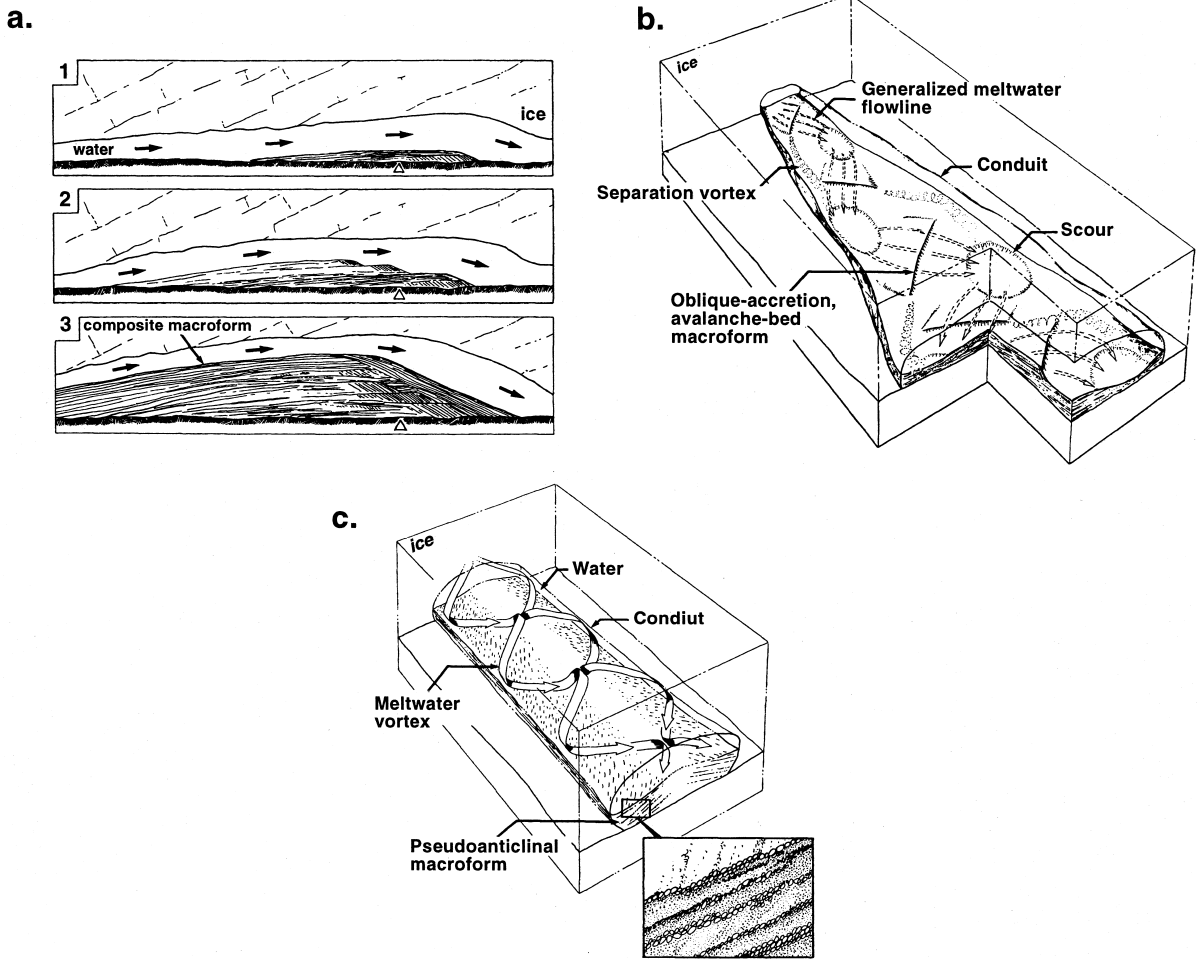 a.
1
ice
water
2
3
composite macroform
b.
ice
Generalized meltwater
flowline
Conduit
Separation vortex
Scour
Oblique-accretion,
avalanche-bed
macroform
c.
ice
Water
Condiut
Meltwater
vortex
Pseudoanticlinal
macroform